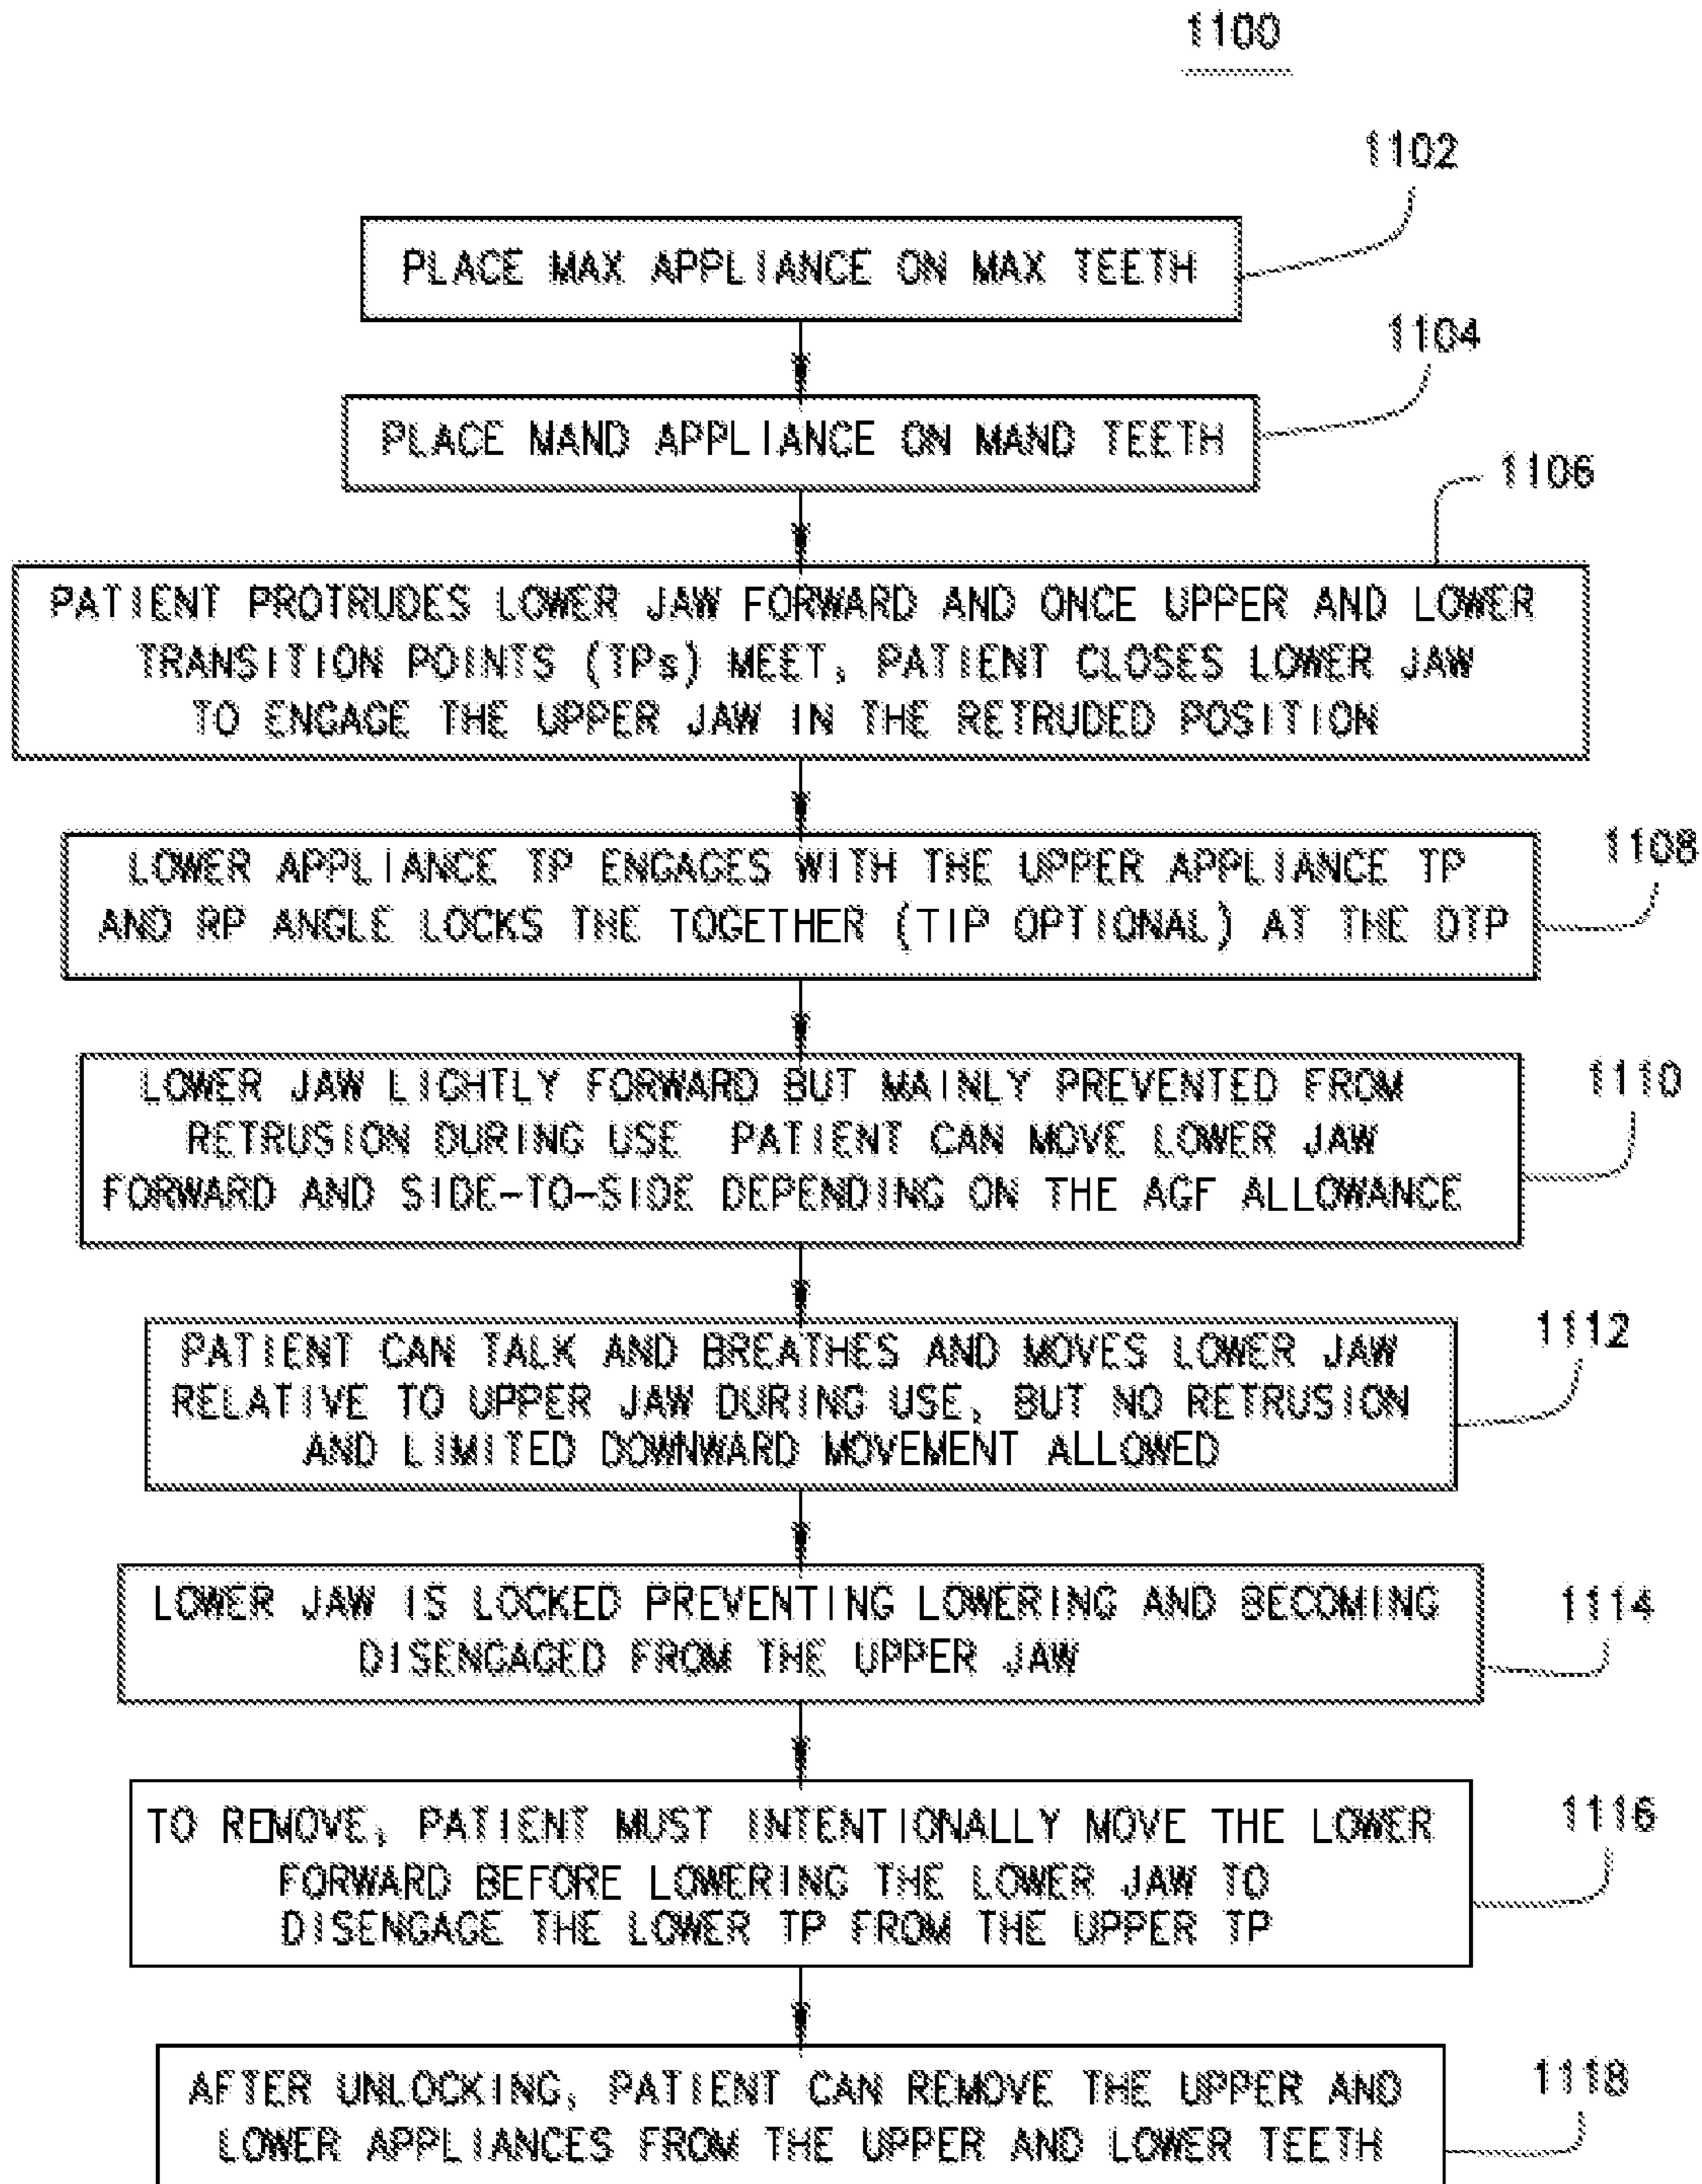 1100
1102
PLACE MAX APPLIANCE ON MAX TEETH
1104
PLACE MAND APPLIANCE ON MAND TEETH
1106
PATIENT PROTRUDES LOWER JAW FORWARD AND ONCE UPPER AND LOWER
TRANSITION POINTS (TPs) MEET, PATIENT CLOSES LOWER JAW
TO ENGAGE THE UPPER JAW IN THE RETRUDED POSITION
1108
LOWER APPLIANCE TP ENGAGES WITH THE UPPER APPLIANCE TP
AND RP ANGLE LOCKS THE TOGETHER (TIP OPTIONAL) AT THE DTP
1110
LOWER JAW LIGHTLY FORWARD BUT MAINLY PREVENTED FROM
RETRUSION DURING USE PATIENT CAN MOVE LOWER JAW
FORWARD AND SIDE-TO-SIDE DEPENDING ON THE AGF ALLOWANCE
1112
PATIENT CAN TALK AND BREATHES AND MOVES LOWER JAW
RELATIVE TO UPPER JAW DURING USE, BUT NO RETRUSION
AND LIMITED DOWNWARD MOVEMENT ALLOWED
1114
LOWER JAW IS LOCKED PREVENTING LOWERING AND BECOMING
DISENGAGED FROM THE UPPER JAW
1116
TO REMOVE, PATIENT MUST INTENTIONALLY MOVE THE LOWER
FORWARD BEFORE LOWERING THE LOWER JAW TO
DISENGAGE THE LOWER TP FROM THE UPPER TP
1118
AFTER UNLOCKING, PATIENT CAN REMOVE THE UPPER AND
LOWER APPLIANCES FROM THE UPPER AND LOWER TEETH